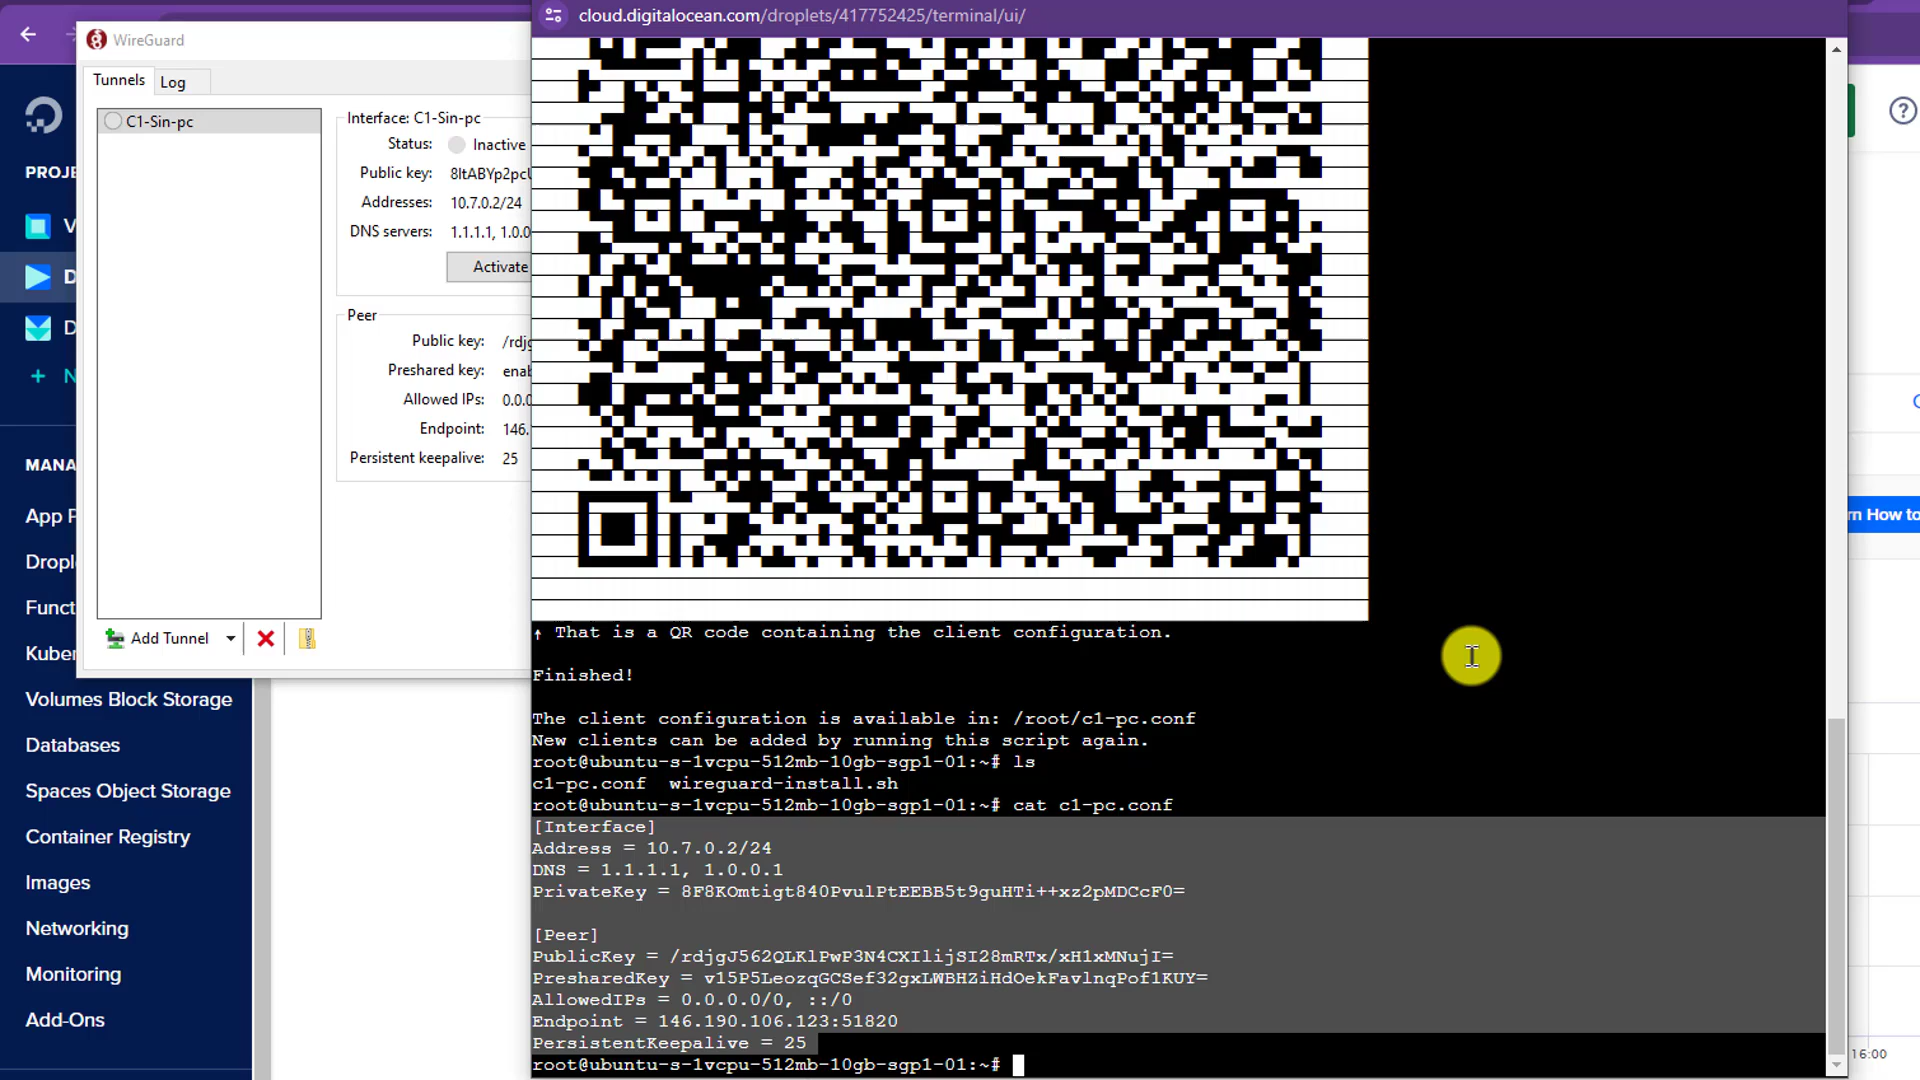 cloud.digitalocean.com/droplets/417752425/terminal/ui/
WireGuard
Tunnels
Log
C1-Sin-pc
Interface: C1-Sin-pc
Status: Inactive
Public key: 8ItABYp2pcU
Addresses: 10.7.0.2/24
DNS servers: 1.1.1.1, 1.0.0
Activate
Peer
Public key: /rdjg
Preshared key: enab
Allowed IPs: 0.0.0
Endpoint: 146.
Persistent keepalive: 25
Add Tunnel
PROJE
V
D
D
+ N
MANA
App P
Drople
Funct
Kuber
Volumes Block Storage
Databases
Spaces Object Storage
Container Registry
Images
Networking
Monitoring
Add-Ons
↑ That is a QR code containing the client configuration.
Finished!
The client configuration is available in: /root/c1-pc.conf
New clients can be added by running this script again.
root@ubuntu-s-1vcpu-512mb-10gb-sgp1-01:~# ls
c1-pc.conf  wireguard-install.sh
root@ubuntu-s-1vcpu-512mb-10gb-sgp1-01:~# cat c1-pc.conf
[Interface]
Address = 10.7.0.2/24
DNS = 1.1.1.1, 1.0.0.1
PrivateKey = 8F8KOmtigt840PvulPtEEBB5t9guHTi++xz2pMDCcF0=
[Peer]
PublicKey = /rdjgJ562QLKlPwP3N4CXIlijSI28mRTx/xH1xMNujI=
PresharedKey = v15P5LeozqGCSef32gxLWBHZiHdOekFavlnqPof1KUY=
AllowedIPs = 0.0.0.0/0, ::/0
Endpoint = 146.190.106.123:51820
PersistentKeepalive = 25
root@ubuntu-s-1vcpu-512mb-10gb-sgp1-01:~#
?
rn How to
16:00